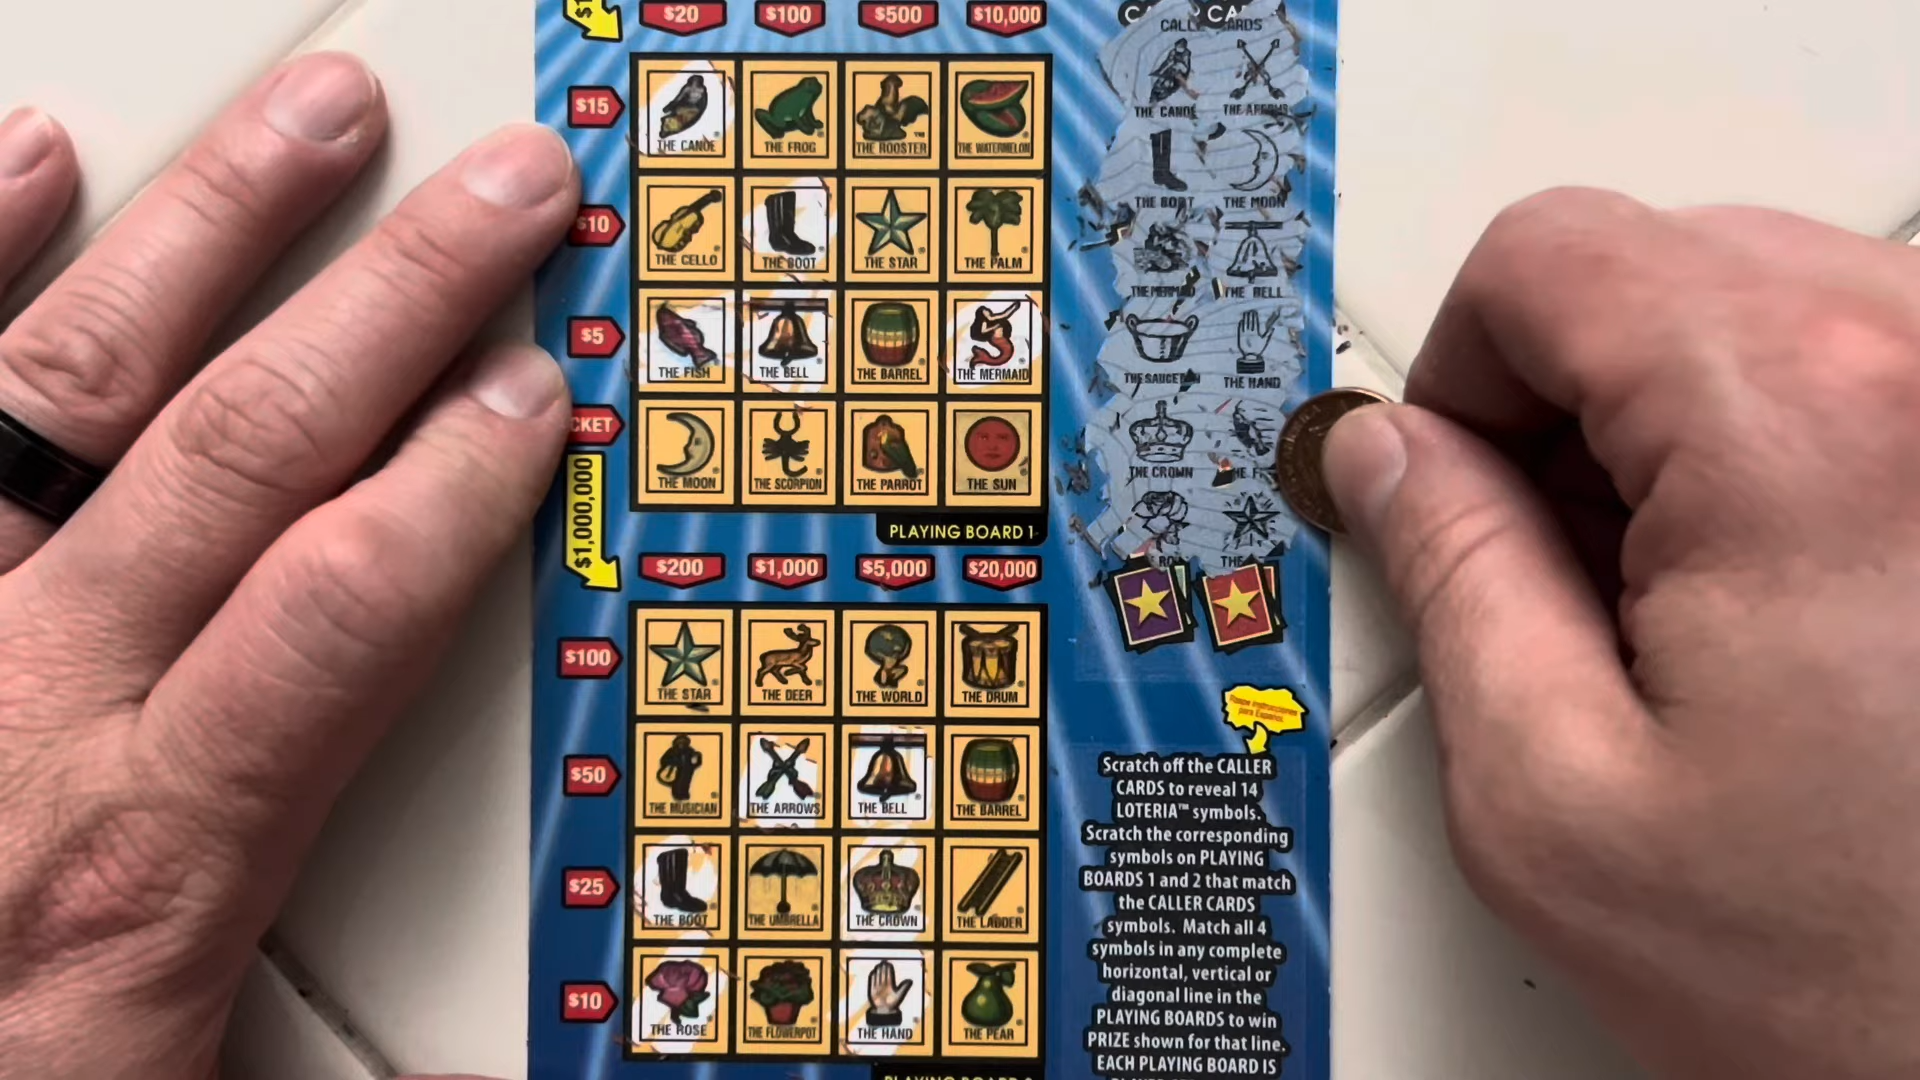 $20 $100 $500 $10,000
CALLER CARDS
$15
THE CANOE THE FROG THE ROOSTER THE WATERMELON
$10
THE CELLO THE BOOT THE STAR THE PALM
$5
THE FISH THE BELL THE BARREL THE MERMAID
THE MOON THE SCORPION THE PARROT THE SUN
PLAYING BOARD 1
THE CANOE THE ARROWS
THE BOOT THE MOON
THE MERMAID THE BELL
THE SAUCEPAN THE HAND
THE CROWN
THE
$1,000,000
$200 $1,000 $5,000 $20,000
$100
THE STAR THE DEER THE WORLD THE DRUM
$50
THE MUSICIAN THE ARROWS THE BELL THE BARREL
$25
THE BOOT THE UMBRELLA THE CROWN THE LADDER
$10
THE ROSE THE FLOWERPOT THE HAND THE PEAR
Scratch off the CALLER
CARDS to reveal 14
LOTERIA™ symbols.
Scratch the corresponding
symbols on PLAYING
BOARDS 1 and 2 that match
the CALLER CARDS
symbols. Match all 4
symbols in any complete
horizontal, vertical or
diagonal line in the
PLAYING BOARDS to win
PRIZE shown for that line.
EACH PLAYING BOARD IS